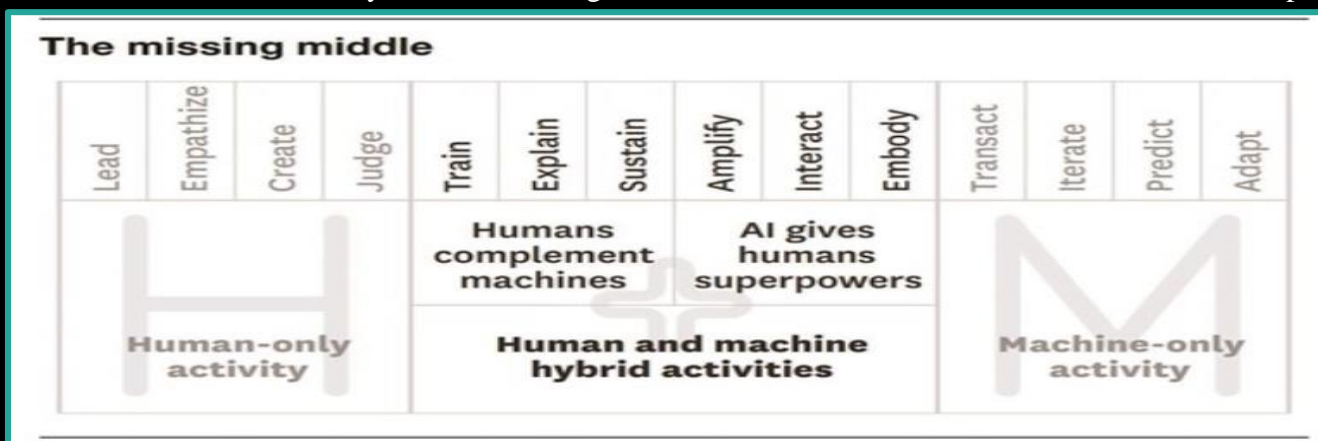 The missing middle
Lead
Empathize
Create
Judge
Train
Explain
Sustain
Amplify
Interact
Embody
Transact
Iterate
Predict
Adapt
Humans
complement
machines
AI gives
humans
superpowers
H
M
Human-only
activity
Human and machine
hybrid activities
Machine-only
activity